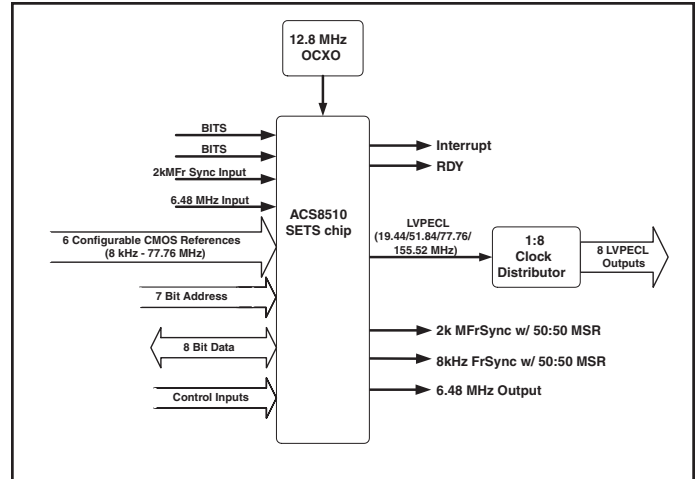 12.8 MHz
OCXO
BITS
BITS
2kMFr Sync Input
6.48 MHz Input
6 Configurable CMOS References
(8 kHz - 77.76 MHz)
7 Bit Address
8 Bit Data
Control Inputs
ACS8510
SETS chip
Interrupt
RDY
LVPECL
(19.44/51.84/77.76/
155.52 MHz)
1:8
Clock
Distributor
8 LVPECL
Outputs
2k MFrSync w/ 50:50 MSR
8kHz FrSync w/ 50:50 MSR
6.48 MHz Output